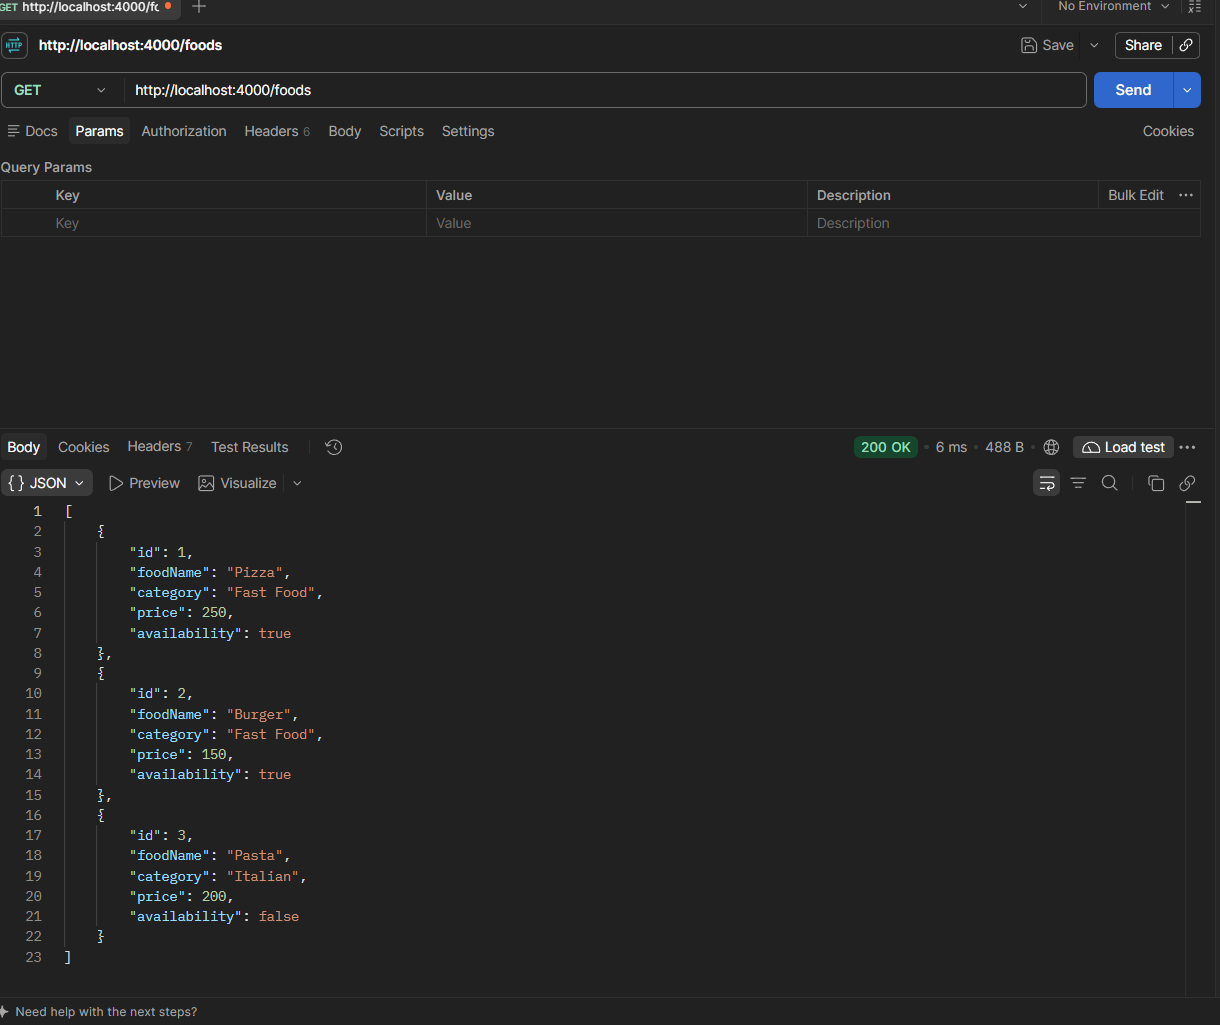 GET http://localhost:4000/fo
No Environment
HTTP http://localhost:4000/foods
Save Share
GET http://localhost:4000/foods Send
Docs Params Authorization Headers 6 Body Scripts Settings Cookies
Query Params
Key Value Description Bulk Edit
Key Value Description
Body Cookies Headers 7 Test Results 200 OK 6 ms 488 B Load test
{} JSON Preview Visualize
1 [
2 {
3 "id": 1,
4 "foodName": "Pizza",
5 "category": "Fast Food",
6 "price": 250,
7 "availability": true
8 },
9 {
10 "id": 2,
11 "foodName": "Burger",
12 "category": "Fast Food",
13 "price": 150,
14 "availability": true
15 },
16 {
17 "id": 3,
18 "foodName": "Pasta",
19 "category": "Italian",
20 "price": 200,
21 "availability": false
22 }
23 ]
Need help with the next steps?